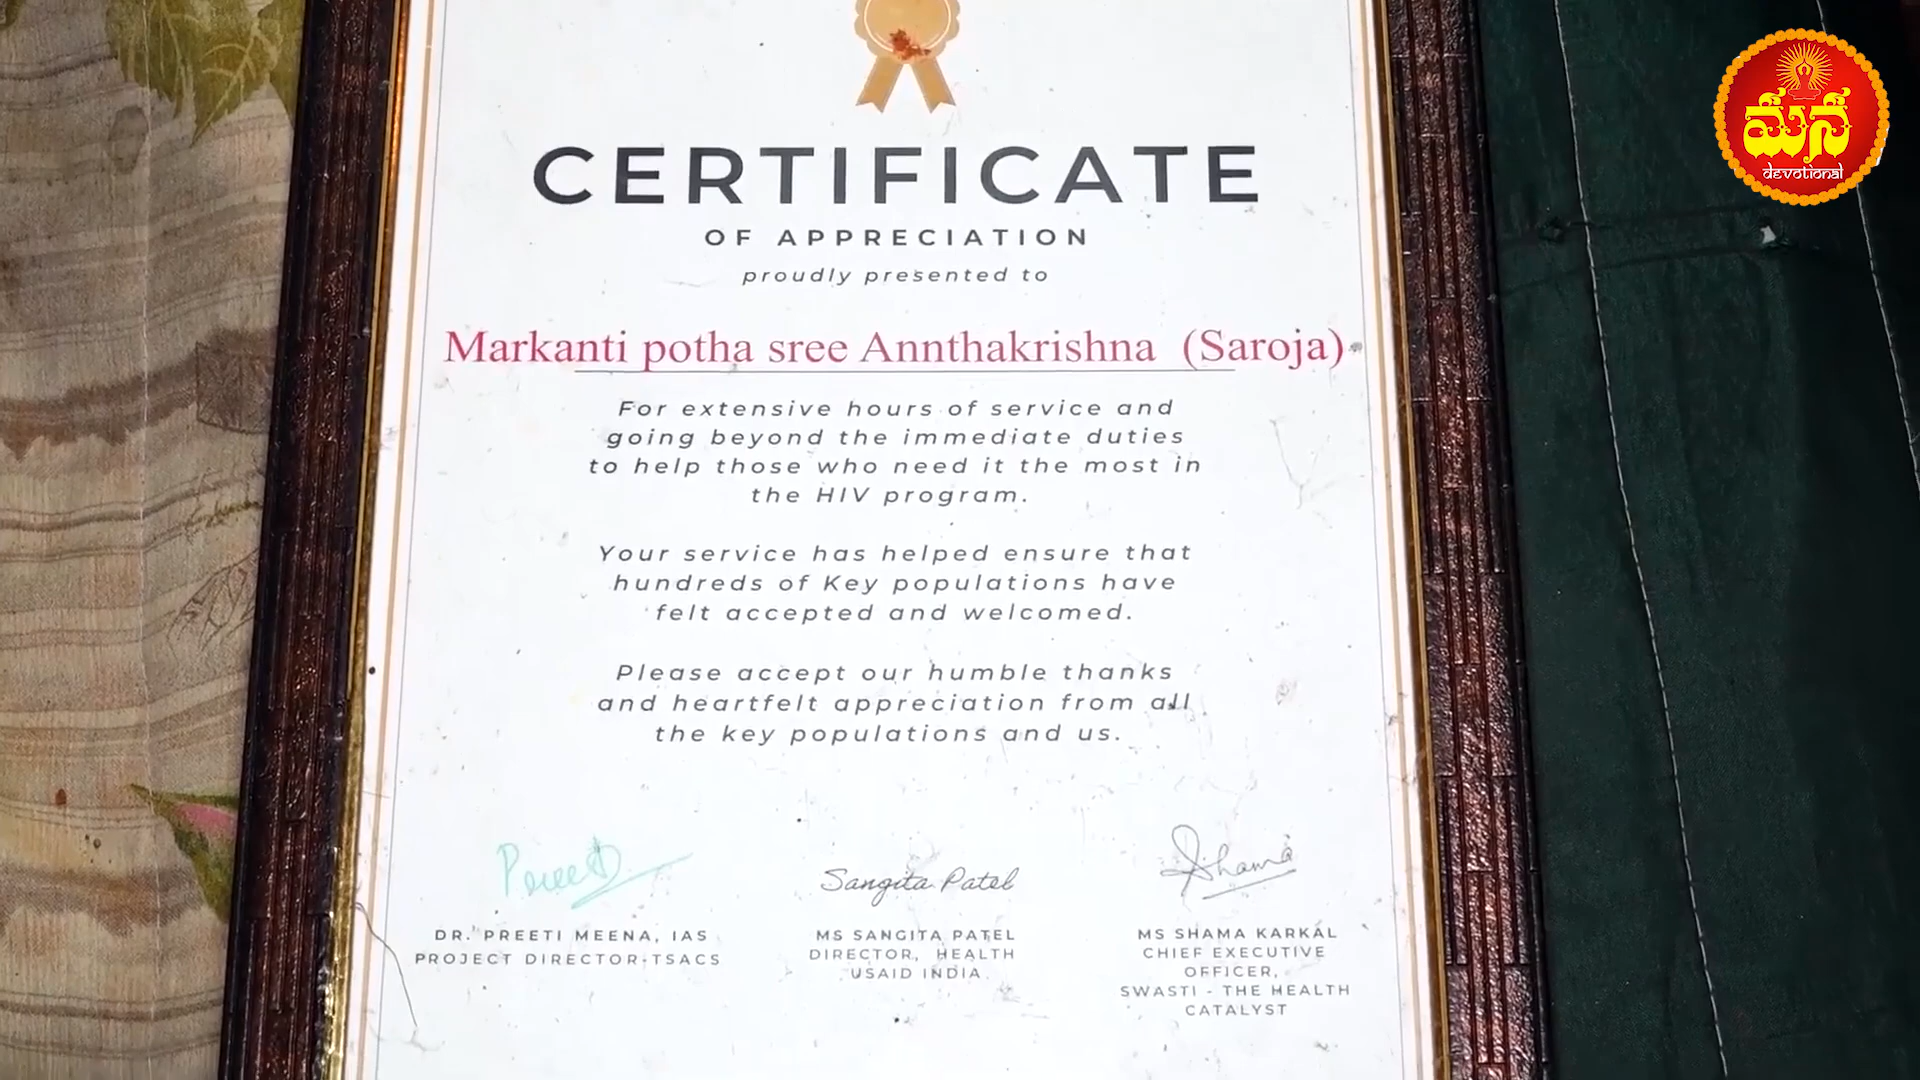 మన
devotional
CERTIFICATE
OF APPRECIATION
proudly presented to
Markanti potha sree Annthakrishna (Saroja)
For extensive hours of service and
going beyond the immediate duties
to help those who need it the most in
the HIV program.
Your service has helped ensure that
hundreds of Key populations have
felt accepted and welcomed.
Please accept our humble thanks
and heartfelt appreciation from all
the key populations and us.
Preeti
Sangita Patel
Shama
DR. PREETI MEENA, IAS
PROJECT DIRECTOR-TSACS
MS SANGITA PATEL
DIRECTOR, HEALTH
USAID INDIA
MS SHAMA KARKAL
CHIEF EXECUTIVE
OFFICER,
SWASTI - THE HEALTH
CATALYST